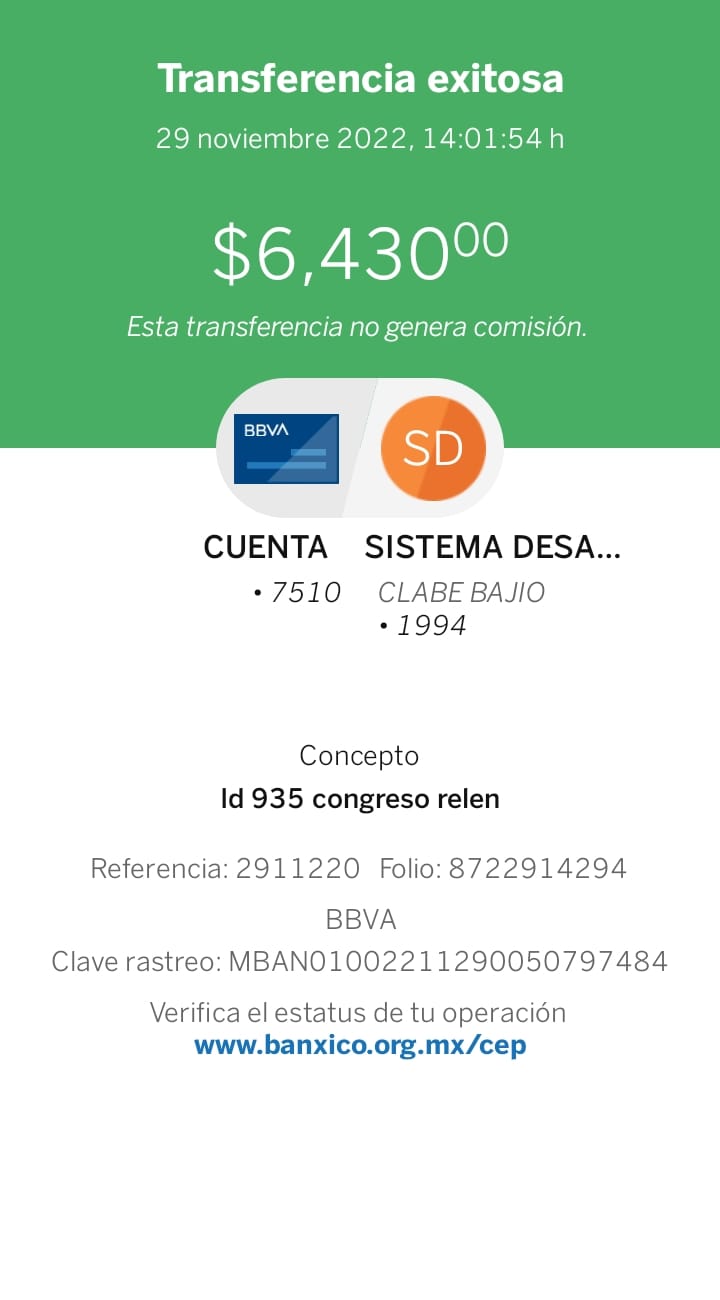 Transferencia exitosa
29 noviembre 2022, 14:01:54 h
$6,430⁰⁰
Esta transferencia no genera comisión.
BBVA
SD
CUENTA
• 7510
SISTEMA DESA...
CLABE BAJIO
• 1994
Concepto
Id 935 congreso relen
Referencia: 2911220 Folio: 8722914294
BBVA
Clave rastreo: MBAN01002211290050797484
Verifica el estatus de tu operación
www.banxico.org.mx/cep